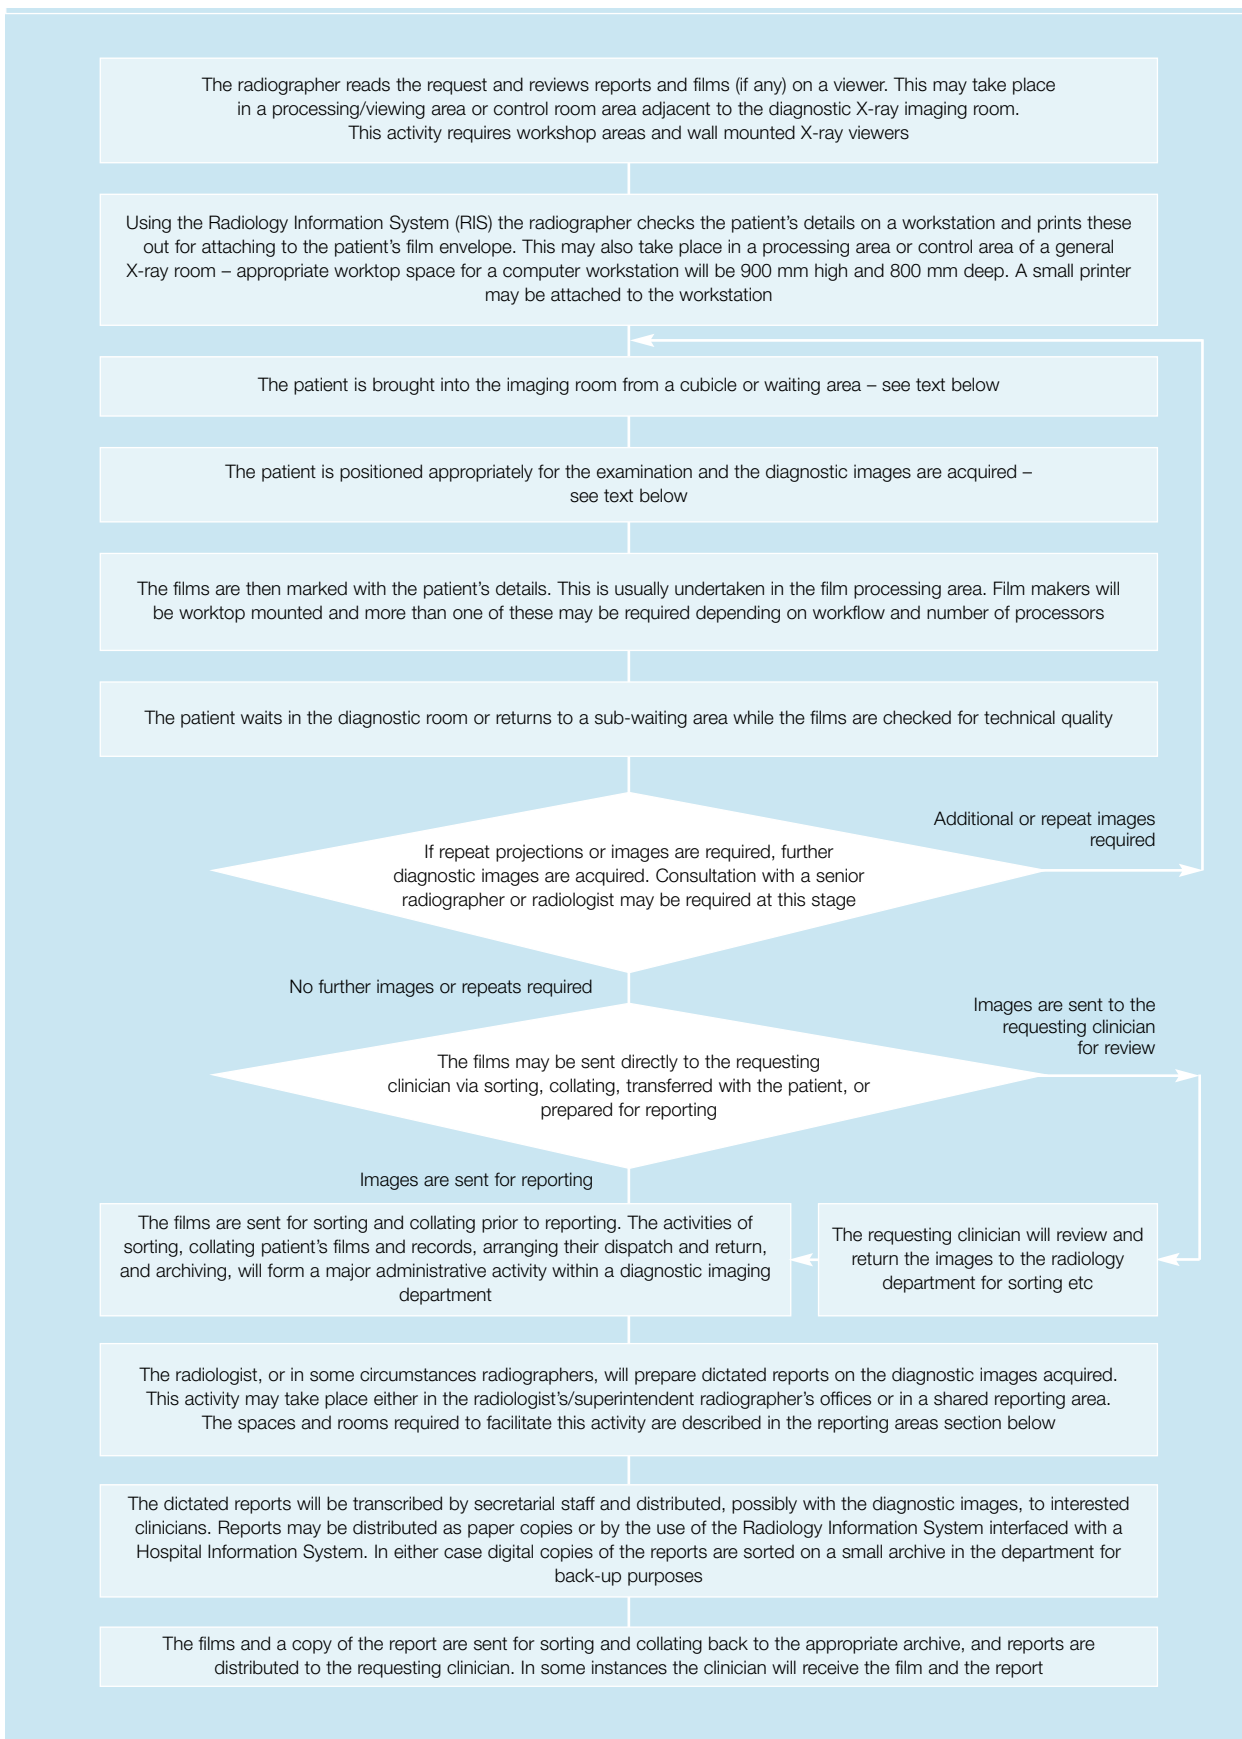 The radiographer reads the request and reviews reports and films (if any) on a viewer. This may take place
in a processing/viewing area or control room area adjacent to the diagnostic X-ray imaging room.
This activity requires workshop areas and wall mounted X-ray viewers
Using the Radiology Information System (RIS) the radiographer checks the patient's details on a workstation and prints these
out for attaching to the patient's film envelope. This may also take place in a processing area or control area of a general
X-ray room – appropriate worktop space for a computer workstation will be 900 mm high and 800 mm deep. A small printer
may be attached to the workstation
The patient is brought into the imaging room from a cubicle or waiting area – see text below
The patient is positioned appropriately for the examination and the diagnostic images are acquired –
see text below
The films are then marked with the patient's details. This is usually undertaken in the film processing area. Film makers will
be worktop mounted and more than one of these may be required depending on workflow and number of processors
The patient waits in the diagnostic room or returns to a sub-waiting area while the films are checked for technical quality
Additional or repeat images
required
If repeat projections or images are required, further
diagnostic images are acquired. Consultation with a senior
radiographer or radiologist may be required at this stage
No further images or repeats required
Images are sent to the
requesting clinician
for review
The films may be sent directly to the requesting
clinician via sorting, collating, transferred with the patient, or
prepared for reporting
Images are sent for reporting
The films are sent for sorting and collating prior to reporting. The activities of
sorting, collating patient's films and records, arranging their dispatch and return,
and archiving, will form a major administrative activity within a diagnostic imaging
department
The requesting clinician will review and
return the images to the radiology
department for sorting etc
The radiologist, or in some circumstances radiographers, will prepare dictated reports on the diagnostic images acquired.
This activity may take place either in the radiologist's/superintendent radiographer's offices or in a shared reporting area.
The spaces and rooms required to facilitate this activity are described in the reporting areas section below
The dictated reports will be transcribed by secretarial staff and distributed, possibly with the diagnostic images, to interested
clinicians. Reports may be distributed as paper copies or by the use of the Radiology Information System interfaced with a
Hospital Information System. In either case digital copies of the reports are sorted on a small archive in the department for
back-up purposes
The films and a copy of the report are sent for sorting and collating back to the appropriate archive, and reports are
distributed to the requesting clinician. In some instances the clinician will receive the film and the report